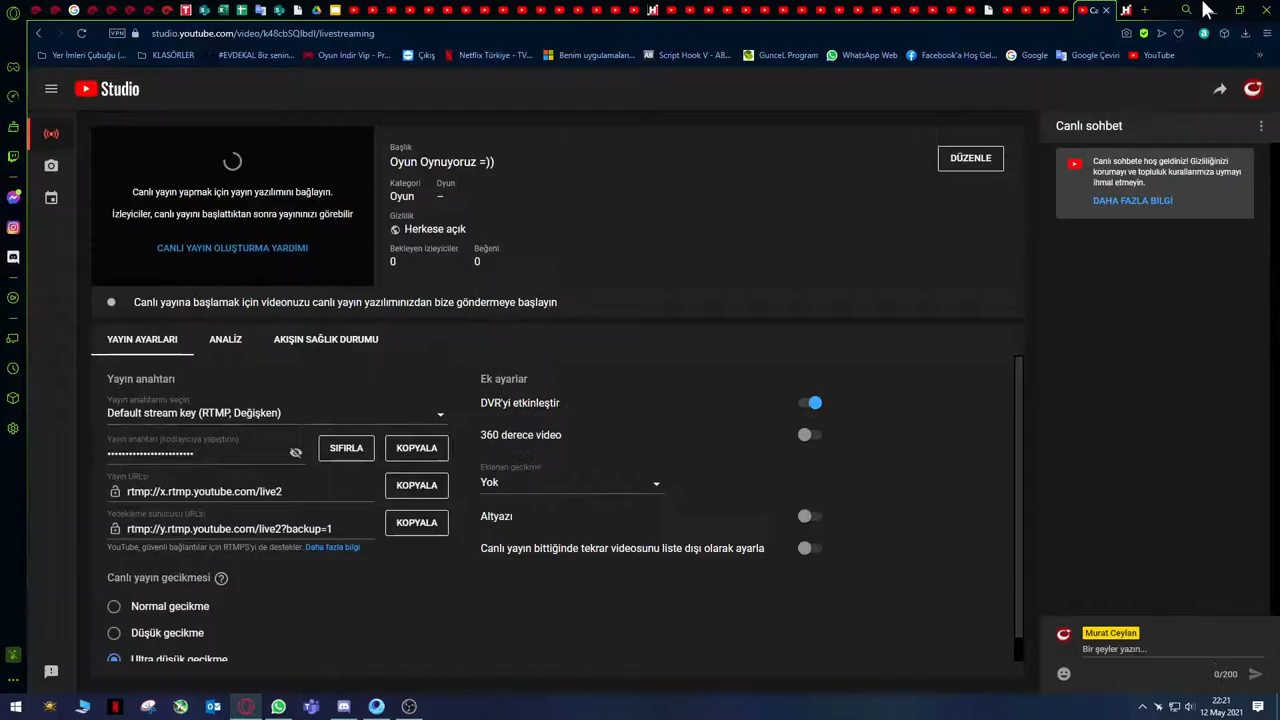 Ca
studio.youtube.com/video/k48cbSQlbdI/livestreaming
VPN
Yer İmleri Çubuğu (...
KLASÖRLER
#EVDEKAL Biz senin...
Oyun İndir Vip - Pr...
Çıkış
Netflix Türkiye - TV...
Benim uygulamaları...
Script Hook V - AB...
Guncel Program
WhatsApp Web
Facebook'a Hoş Gel...
Google
Google Çeviri
YouTube
Studio
Canlı yayın yapmak için yayın yazılımını bağlayın.
İzleyiciler, canlı yayını başlattıktan sonra yayınınızı görebilir
CANLI YAYIN OLUŞTURMA YARDIMI
Başlık
Oyun Oynuyoruz =))
Kategori Oyun
Oyun –
Gizlilik
Herkese açık
Bekleyen izleyiciler Beğeni
0 0
DÜZENLE
Canlı yayına başlamak için videonuzu canlı yayın yazılımınızdan bize göndermeye başlayın
YAYIN AYARLARI ANALİZ AKIŞIN SAĞLIK DURUMU
Yayın anahtarı
Yayın anahtarını seçin
Default stream key (RTMP, Değişken)
Yayın anahtarı (kodlayıcıya yapıştırın)
••••••••••••••••••••••••
SIFIRLA KOPYALA
Yayın URL'si
rtmp://x.rtmp.youtube.com/live2
KOPYALA
Yedekleme sunucusu URL'si
rtmp://y.rtmp.youtube.com/live2?backup=1
KOPYALA
YouTube, güvenli bağlantılar için RTMPS'yi de destekler. Daha fazla bilgi
Canlı yayın gecikmesi ?
Normal gecikme
Düşük gecikme
Ultra düşük gecikme
Ek ayarlar
DVR'yi etkinleştir
360 derece video
Eklenen gecikme
Yok
Altyazı
Canlı yayın bittiğinde tekrar videosunu liste dışı olarak ayarla
Canlı sohbet
Canlı sohbete hoş geldiniz! Gizliliğinizi
korumayı ve topluluk kurallarımıza uymayı
ihmal etmeyin.
DAHA FAZLA BİLGİ
Murat Ceylan
Bir şeyler yazın...
0/200
22:21
12 May 2021